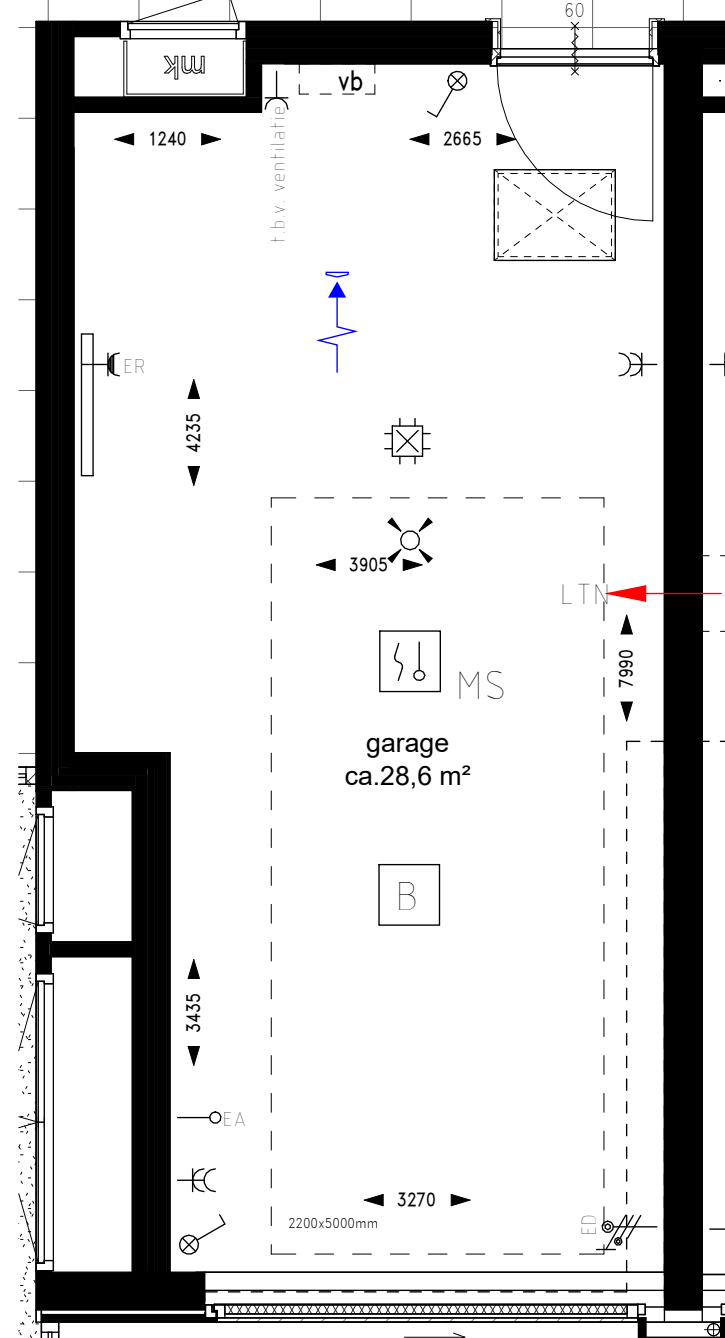 60
mk
vb
1240
2665
t.b.v. ventilatie
ER
4235
3905
LTN
7990
MS
garage
ca.28,6 m²
B
3435
EA
3270
2200x5000mm
ED